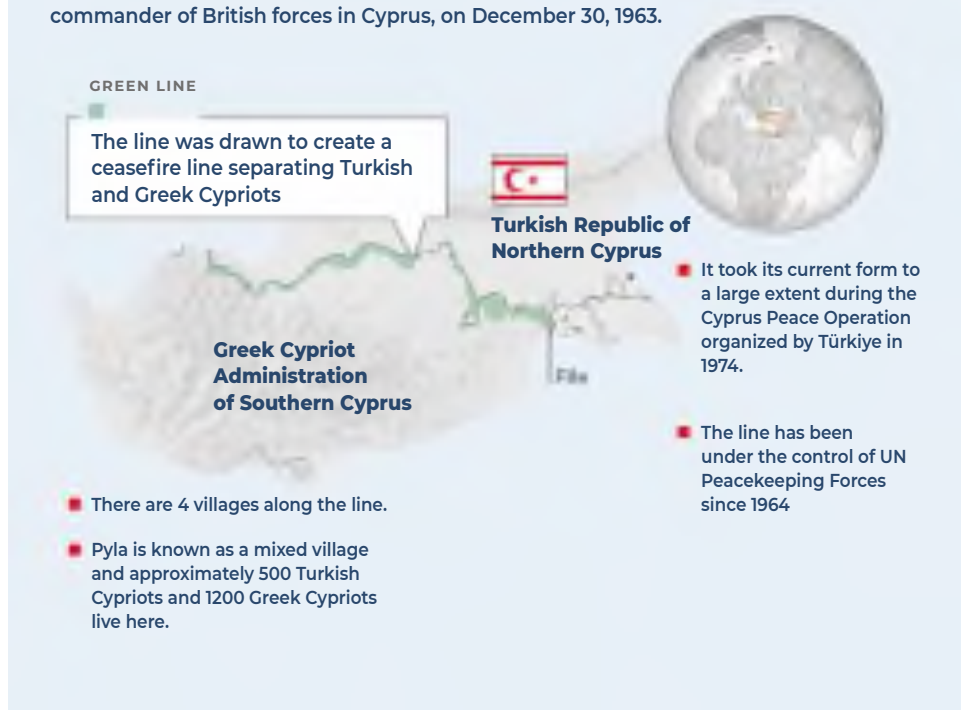 commander of British forces in Cyprus, on December 30, 1963.
GREEN LINE
The line was drawn to create a
ceasefire line separating Turkish
and Greek Cypriots
Turkish Republic of
Northern Cyprus
It took its current form to
a large extent during the
Cyprus Peace Operation
organized by Türkiye in
1974.
Greek Cypriot
Administration
of Southern Cyprus
The line has been
under the control of UN
Peacekeeping Forces
since 1964
There are 4 villages along the line.
Pyla is known as a mixed village
and approximately 500 Turkish
Cypriots and 1200 Greek Cypriots
live here.